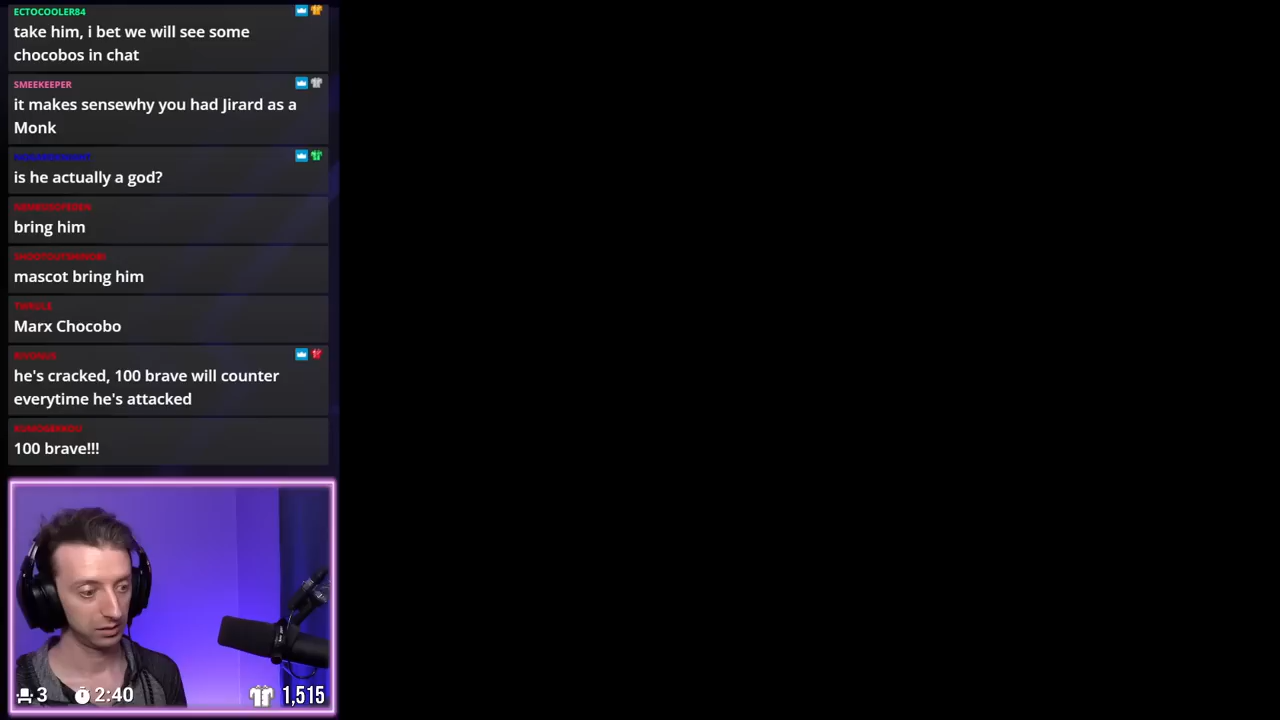 ECTOCOOLER84
take him, i bet we will see some
chocobos in chat
SMEEKEEPER
it makes sensewhy you had Jirard as a
Monk
is he actually a god?
bring him
mascot bring him
TWAULE
Marx Chocobo
RIVONUS
he's cracked, 100 brave will counter
everytime he's attacked
100 brave!!!
3 2:40 1,515